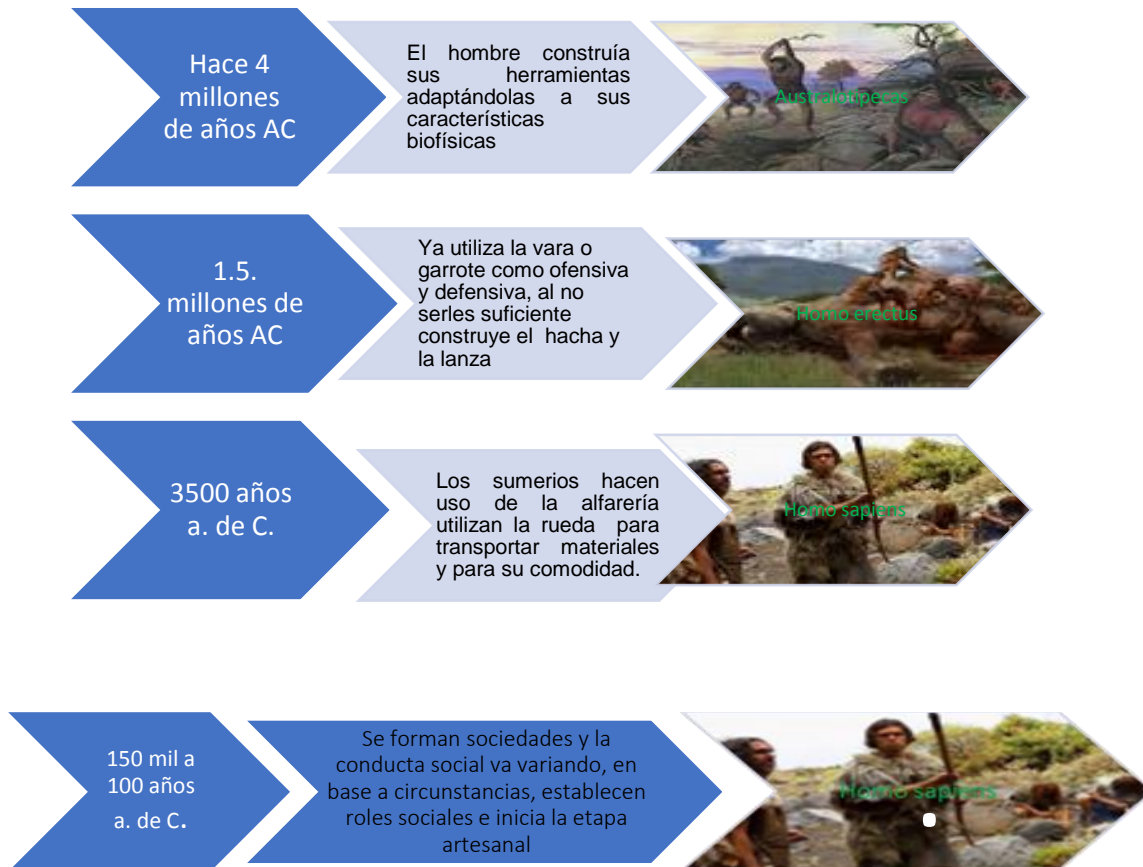 Hace 4
millones
de años AC
El hombre construía
sus herramientas
adaptándolas a sus
características
biofísicas
Australotipecus
1.5.
millones de
años AC
Ya utiliza la vara o
garrote como ofensiva
y defensiva, al no
serles suficiente
construye el hacha y
la lanza
Homo erectus
3500 años
a. de C.
Los sumerios hacen
uso de la alfarería
utilizan la rueda para
transportar materiales
y para su comodidad.
Homo sapiens
150 mil a
100 años
a. de C.
Se forman sociedades y la
conducta social va variando, en
base a circunstancias, establecen
roles sociales e inicia la etapa
artesanal
Homo sapiens